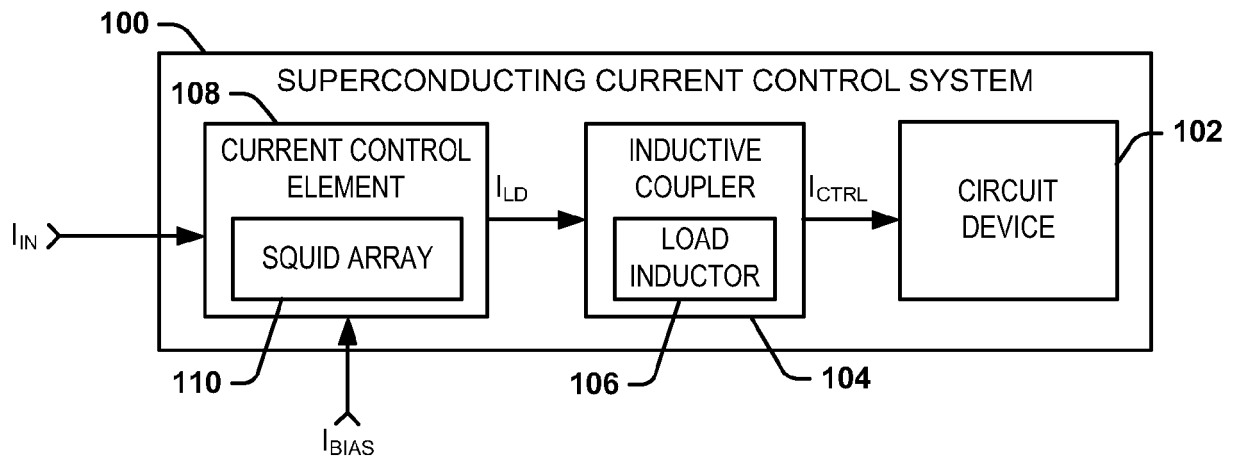 100
SUPERCONDUCTING CURRENT CONTROL SYSTEM
108
CURRENT CONTROL
ELEMENT
SQUID ARRAY
110
I_IN
I_BIAS
I_LD
INDUCTIVE
COUPLER
LOAD
INDUCTOR
106
104
I_CTRL
CIRCUIT
DEVICE
102